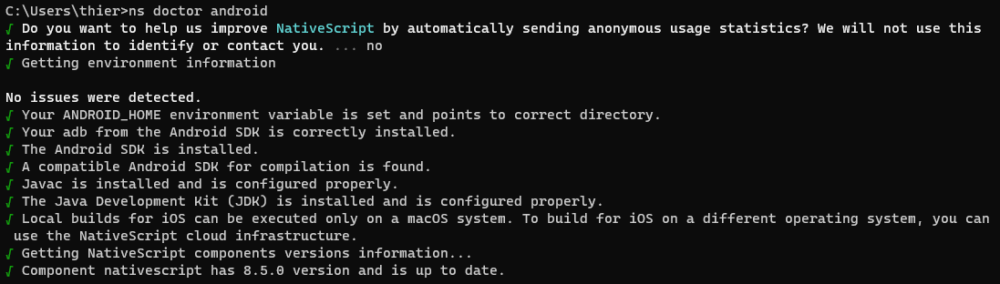 C:\Users\thier>ns doctor android
√ Do you want to help us improve NativeScript by automatically sending anonymous usage statistics? We will not use this
information to identify or contact you. ... no
√ Getting environment information
No issues were detected.
√ Your ANDROID_HOME environment variable is set and points to correct directory.
√ Your adb from the Android SDK is correctly installed.
√ The Android SDK is installed.
√ A compatible Android SDK for compilation is found.
√ Javac is installed and is configured properly.
√ The Java Development Kit (JDK) is installed and is configured properly.
√ Local builds for iOS can be executed only on a macOS system. To build for iOS on a different operating system, you can
use the NativeScript cloud infrastructure.
√ Getting NativeScript components versions information...
√ Component nativescript has 8.5.0 version and is up to date.